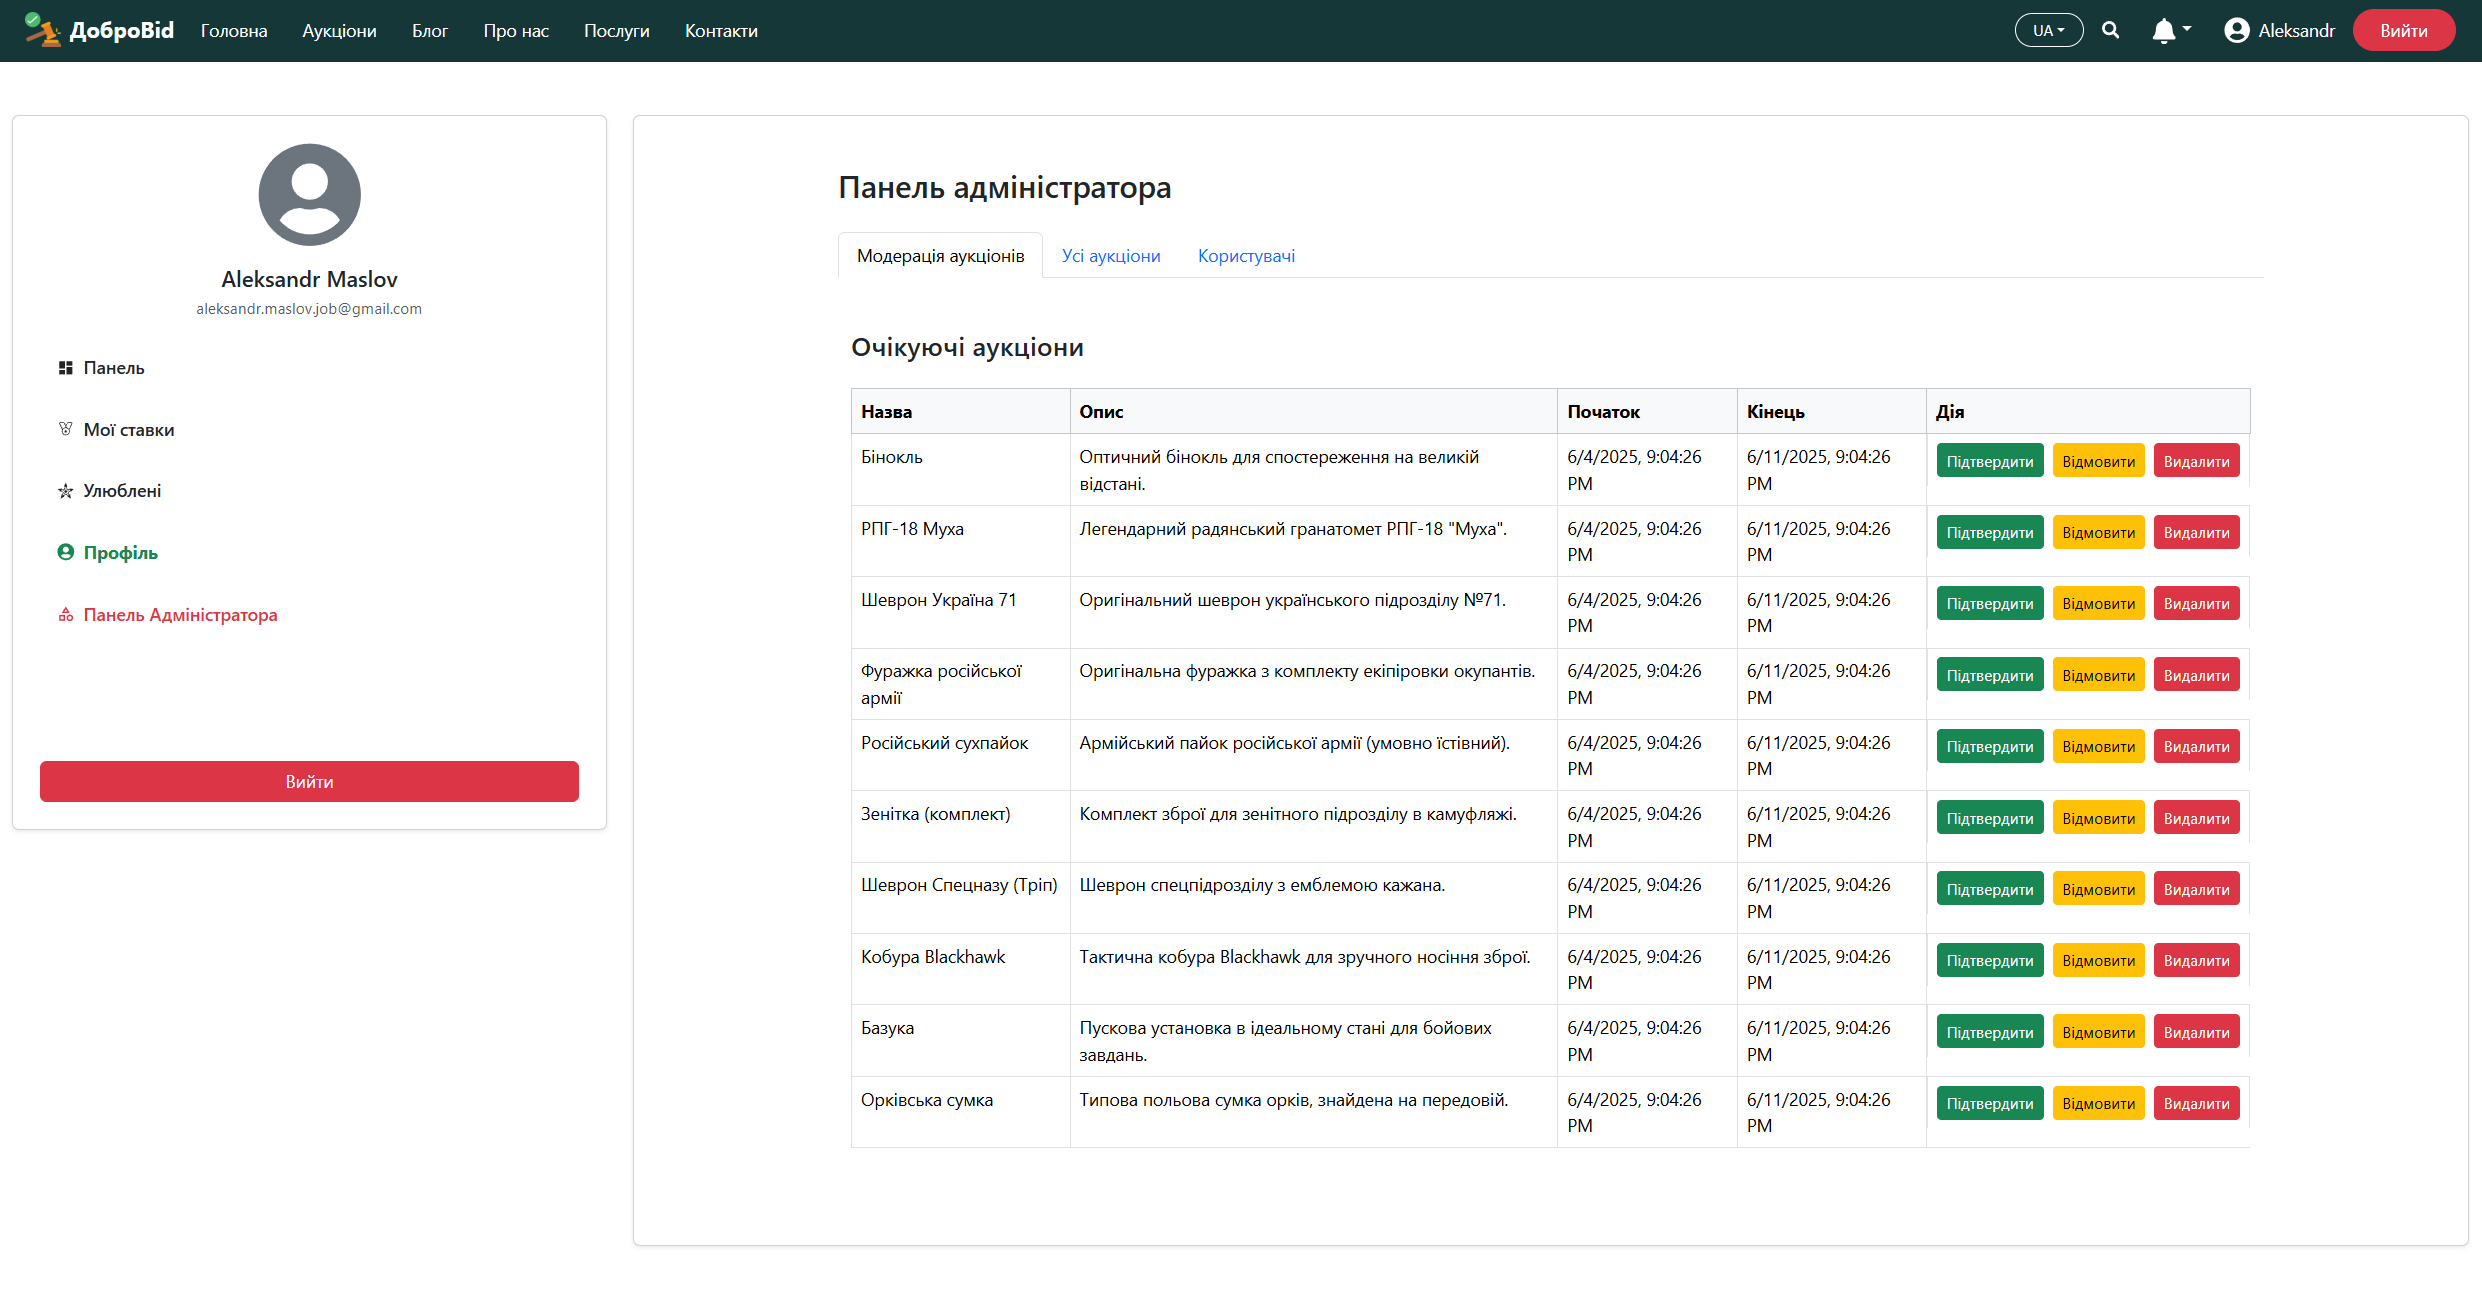 ДоброBid Головна Аукціони Блог Про нас Послуги Контакти UA Aleksandr Вийти
Aleksandr Maslov
aleksandr.maslov.job@gmail.com
Панель
Мої ставки
Улюблені
Профіль
Панель Адміністратора
Вийти
Панель адміністратора
Модерація аукціонів Усі аукціони Користувачі
Очікуючі аукціони
Назва Опис Початок Кінець Дія
Бінокль Оптичний бінокль для спостереження на великій 6/4/2025, 9:04:26 6/11/2025, 9:04:26 Підтвердити Відмовити Видалити
відстані. PM PM
РПГ-18 Муха Легендарний радянський гранатомет РПГ-18 "Муха". 6/4/2025, 9:04:26 6/11/2025, 9:04:26 Підтвердити Відмовити Видалити
PM PM
Шеврон Україна 71 Оригінальний шеврон українського підрозділу №71. 6/4/2025, 9:04:26 6/11/2025, 9:04:26 Підтвердити Відмовити Видалити
PM PM
Фуражка російської Оригінальна фуражка з комплекту екіпіровки окупантів. 6/4/2025, 9:04:26 6/11/2025, 9:04:26 Підтвердити Відмовити Видалити
армії PM PM
Російський сухпайок Армійський пайок російської армії (умовно їстівний). 6/4/2025, 9:04:26 6/11/2025, 9:04:26 Підтвердити Відмовити Видалити
PM PM
Зенітка (комплект) Комплект зброї для зенітного підрозділу в камуфляжі. 6/4/2025, 9:04:26 6/11/2025, 9:04:26 Підтвердити Відмовити Видалити
PM PM
Шеврон Спецназу (Тріп) Шеврон спецпідрозділу з емблемою кажана. 6/4/2025, 9:04:26 6/11/2025, 9:04:26 Підтвердити Відмовити Видалити
PM PM
Кобура Blackhawk Тактична кобура Blackhawk для зручного носіння зброї. 6/4/2025, 9:04:26 6/11/2025, 9:04:26 Підтвердити Відмовити Видалити
PM PM
Базука Пускова установка в ідеальному стані для бойових 6/4/2025, 9:04:26 6/11/2025, 9:04:26 Підтвердити Відмовити Видалити
завдань. PM PM
Орківська сумка Типова польова сумка орків, знайдена на передовій. 6/4/2025, 9:04:26 6/11/2025, 9:04:26 Підтвердити Відмовити Видалити
PM PM